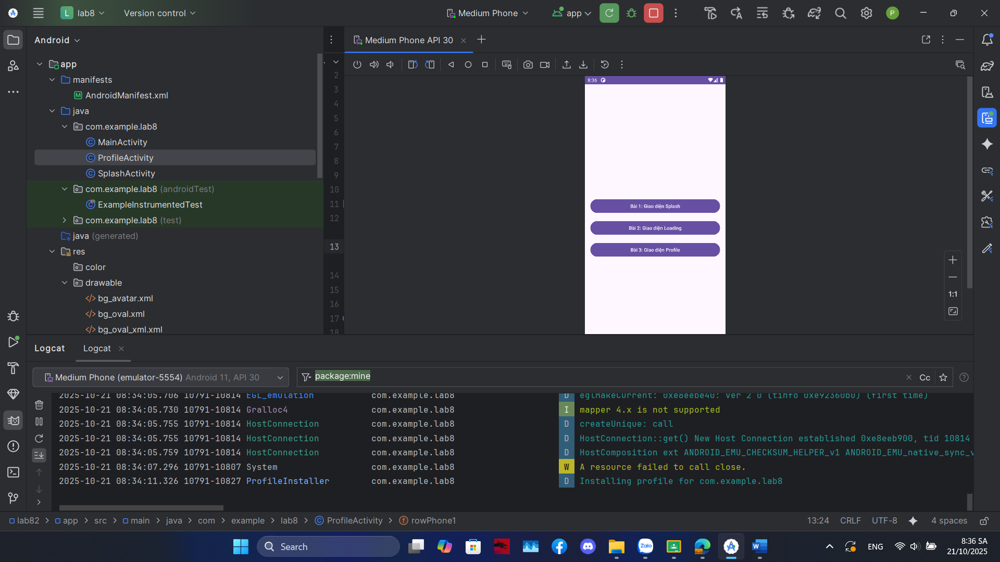 L lab8 Version control Medium Phone app P
Android
Medium Phone API 30
app
manifests
M AndroidManifest.xml
java
com.example.lab8
C MainActivity
C ProfileActivity
C SplashActivity
com.example.lab8 (androidTest)
C ExampleInstrumentedTest
com.example.lab8 (test)
java (generated)
res
color
drawable
</> bg_avatar.xml
</> bg_oval.xml
</> bg_oval_xml.xml
2
3
4
5
6
7
8
9
10
11
12
13
14
15
16
17
18
8:36
Bài 1: Giao diện Splash
Bài 2: Giao diện Loading
Bài 3: Giao diện Profile
1:1
Logcat Logcat
Medium Phone (emulator-5554) Android 11, API 30 package:mine Cc ?
2025-10-21 08:34:05.706 10791-10814 EGL_emulation com.example.lab8 D eglMakeCurrent: 0xe8eebe40: ver 2 0 (tinfo 0xe92360b0) (first time)
2025-10-21 08:34:05.730 10791-10814 Gralloc4 com.example.lab8 I mapper 4.x is not supported
2025-10-21 08:34:05.755 10791-10814 HostConnection com.example.lab8 D createUnique: call
2025-10-21 08:34:05.755 10791-10814 HostConnection com.example.lab8 D HostConnection::get() New Host Connection established 0xe8eeb900, tid 10814
2025-10-21 08:34:05.759 10791-10814 HostConnection com.example.lab8 D HostComposition ext ANDROID_EMU_CHECKSUM_HELPER_v1 ANDROID_EMU_native_sync_v
2025-10-21 08:34:07.296 10791-10807 System com.example.lab8 W A resource failed to call close.
2025-10-21 08:34:11.326 10791-10827 ProfileInstaller com.example.lab8 D Installing profile for com.example.lab8
lab82 > app > src > main > java > com > example > lab8 > C ProfileActivity > f rowPhone1 13:24 CRLF UTF-8 4 spaces
Search Zalo W ENG 8:36 SA
21/10/2025